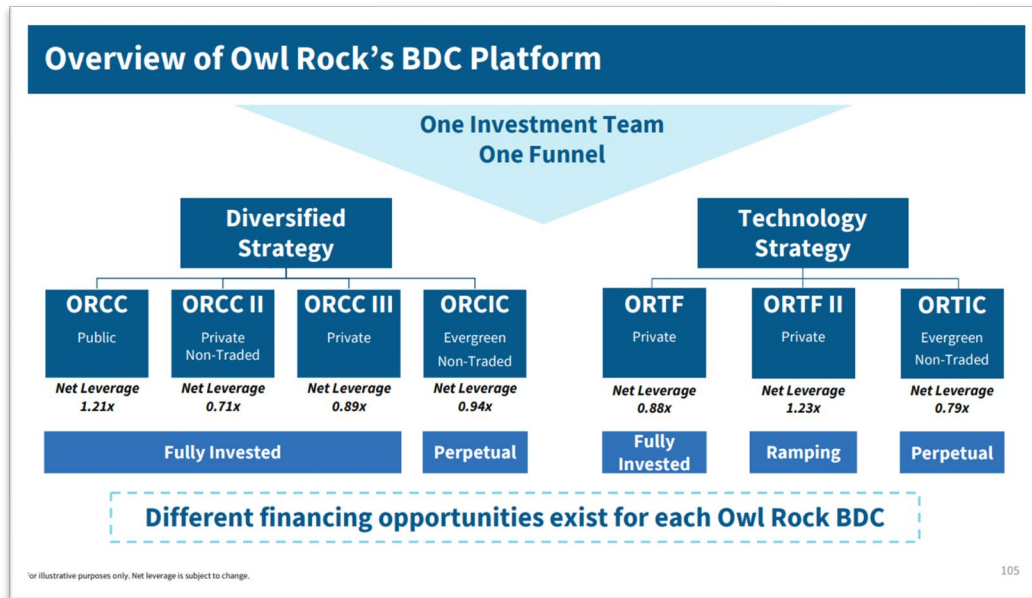 Overview of Owl Rock's BDC Platform
One Investment Team
One Funnel
Diversified
Strategy
Technology
Strategy
ORCC
Public
ORCC II
Private
Non-Traded
ORCC III
Private
ORCIC
Evergreen
Non-Traded
ORTF
Private
ORTF II
Private
ORTIC
Evergreen
Non-Traded
Net Leverage
1.21x
Net Leverage
0.71x
Net Leverage
0.89x
Net Leverage
0.94x
Net Leverage
0.88x
Net Leverage
1.23x
Net Leverage
0.79x
Fully Invested
Perpetual
Fully
Invested
Ramping
Perpetual
Different financing opportunities exist for each Owl Rock BDC
or illustrative purposes only. Net leverage is subject to change.
105